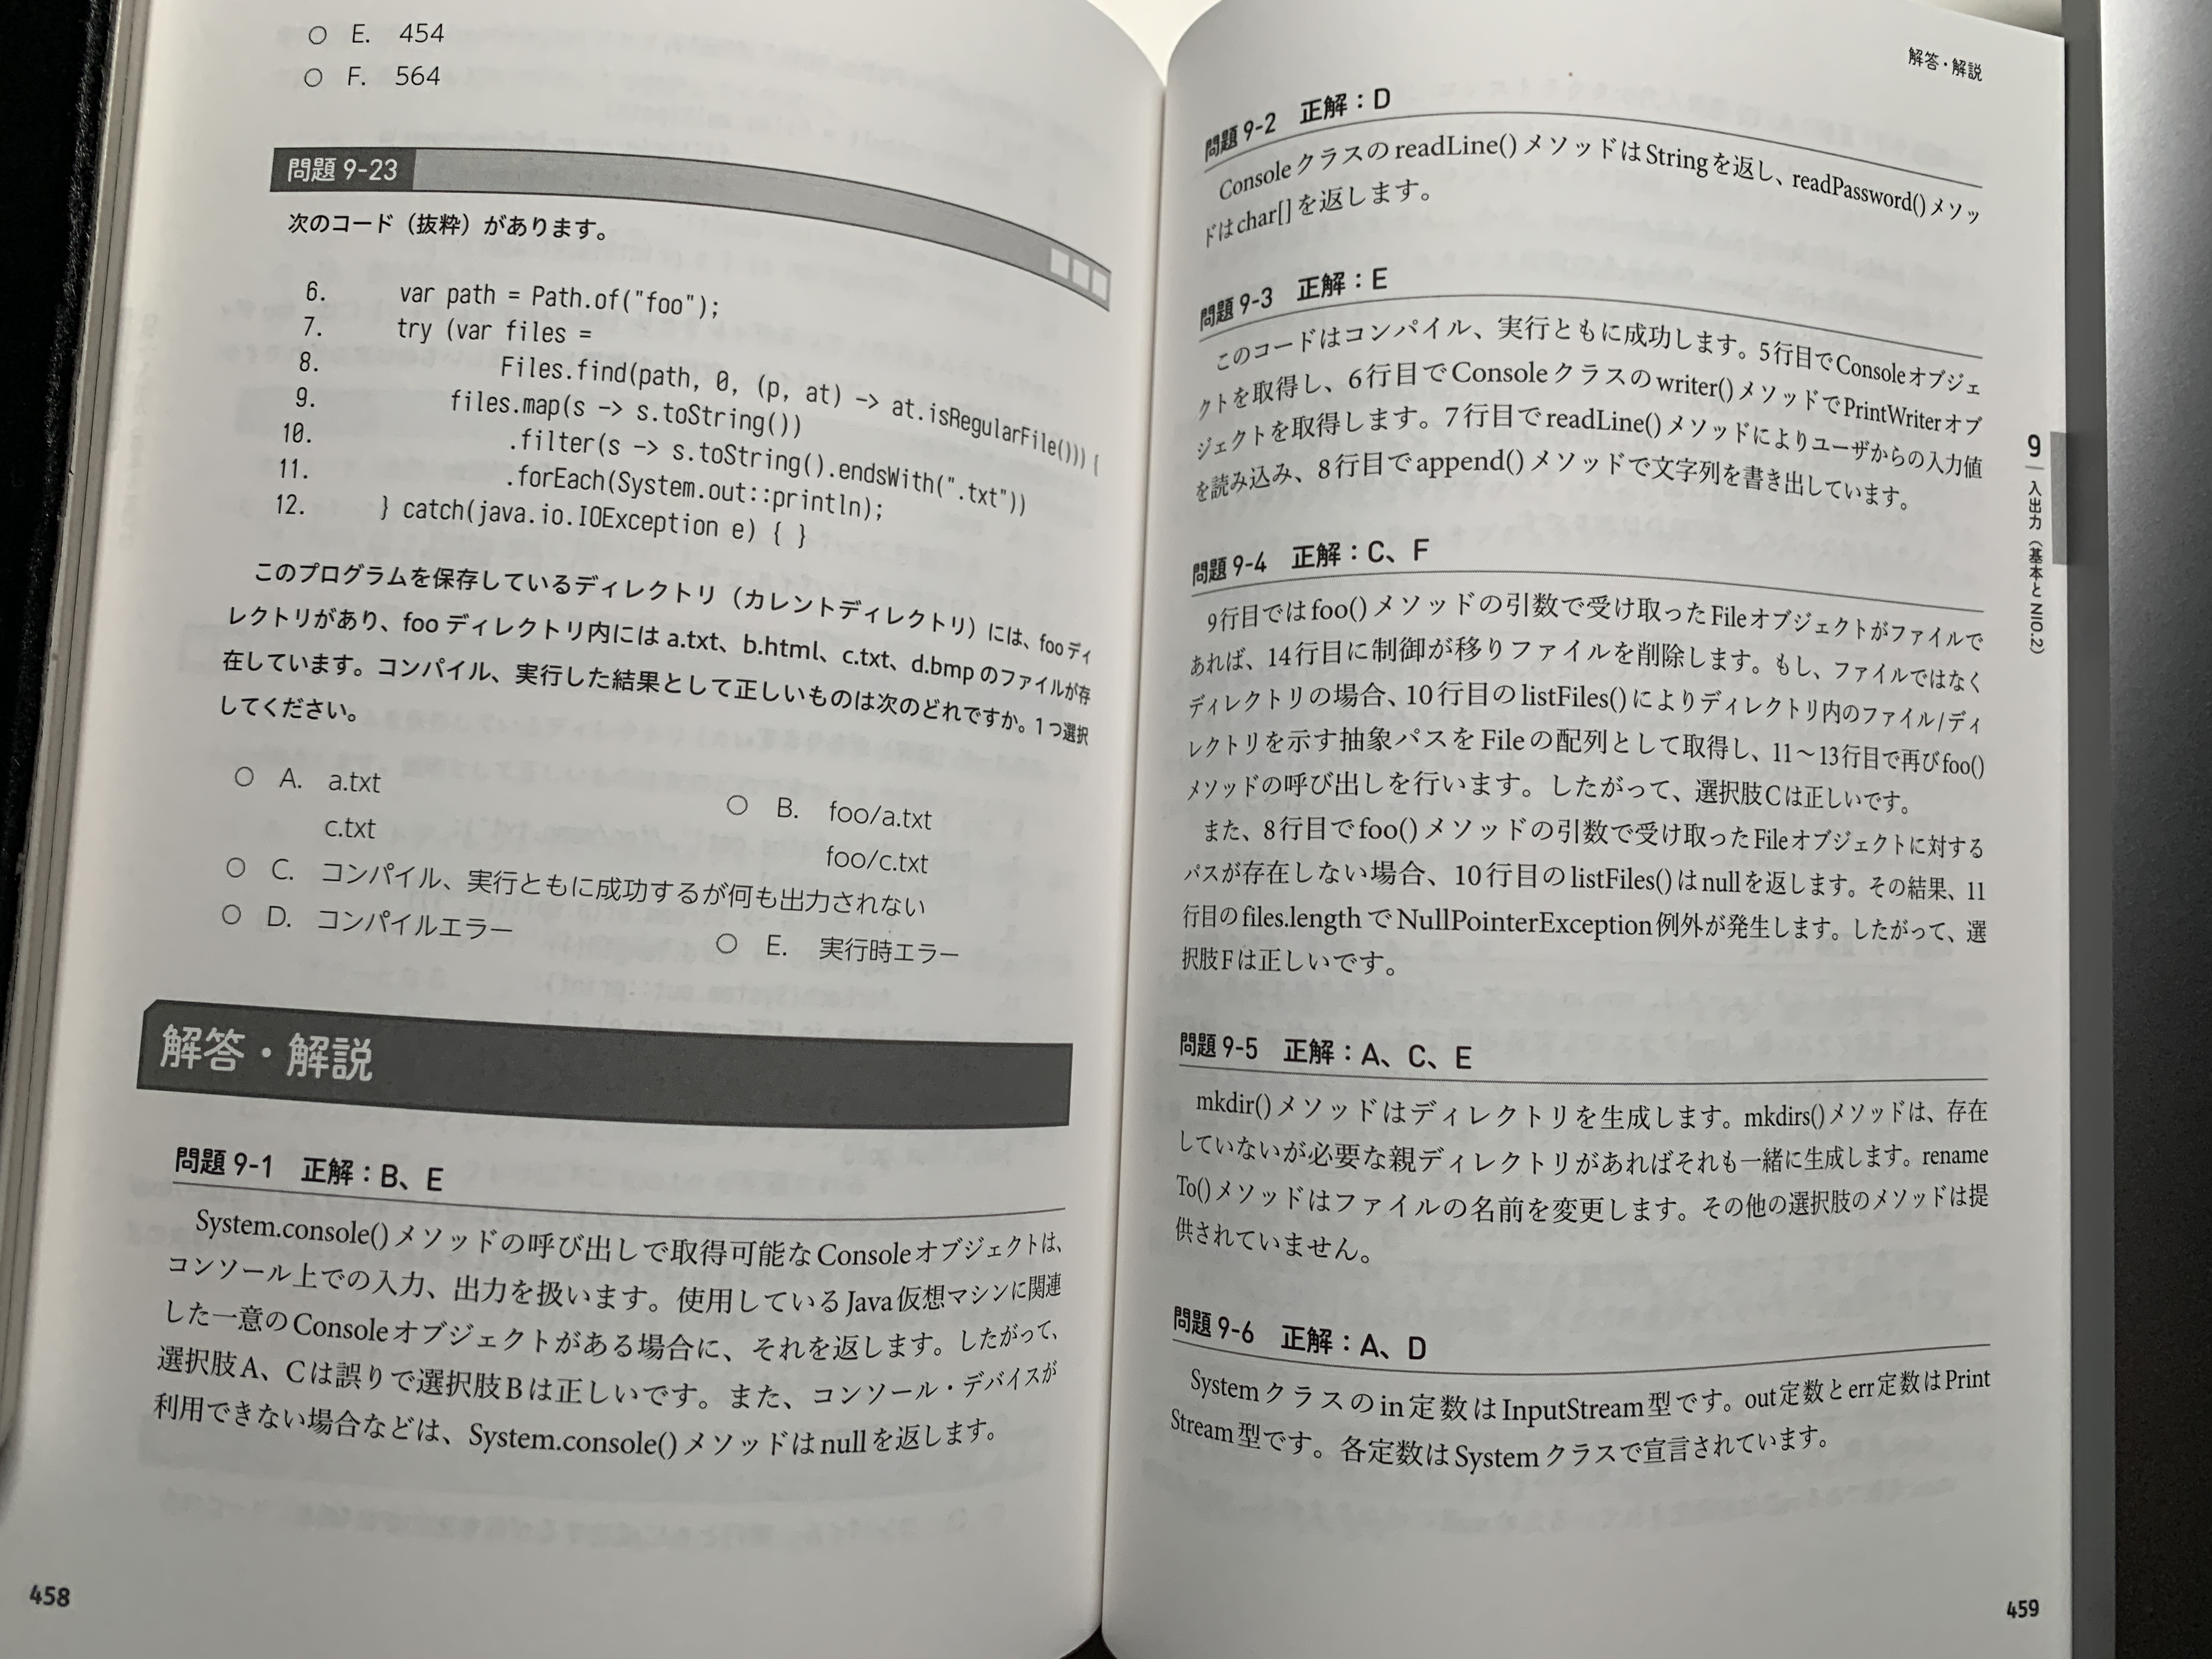 ○ E. 454
○ F. 564
問題 9-23
次のコード（抜粋）があります。
6. var path = Path.of("foo");
7. try (var files =
8. Files.find(path, 0, (p, at) -> at.isRegularFile())) {
9. files.map(s -> s.toString())
10. .filter(s -> s.toString().endsWith(".txt"))
11. .forEach(System.out::println);
12. } catch(java.io.IOException e) { }
このプログラムを保存しているディレクトリ（カレントディレクトリ）には、foo ディ
レクトリがあり、foo ディレクトリ内には a.txt、b.html、c.txt、d.bmp のファイルが存
在しています。コンパイル、実行した結果として正しいものは次のどれですか。1 つ選択
してください。
○ A. a.txt
c.txt
○ B. foo/a.txt
foo/c.txt
○ C. コンパイル、実行ともに成功するが何も出力されない
○ D. コンパイルエラー
○ E. 実行時エラー
解答・解説
問題 9-1 正解：B、E
System.console() メソッドの呼び出しで取得可能な Console オブジェクトは、
コンソール上での入力、出力を扱います。使用している Java 仮想マシンに関連
した一意の Console オブジェクトがある場合に、それを返します。したがって、
選択肢 A、C は誤りで選択肢 B は正しいです。また、コンソール・デバイスが
利用できない場合などは、System.console() メソッドは null を返します。
458
解答・解説
問題 9-2 正解：D
Console クラスの readLine() メソッドは String を返し、readPassword() メソッ
ドは char[] を返します。
問題 9-3 正解：E
このコードはコンパイル、実行ともに成功します。5 行目で Console オブジェ
クトを取得し、6 行目で Console クラスの writer() メソッドで PrintWriter オブ
ジェクトを取得します。7 行目で readLine() メソッドによりユーザからの入力値
を読み込み、8 行目で append() メソッドで文字列を書き出しています。
問題 9-4 正解：C、F
9 行目では foo() メソッドの引数で受け取った File オブジェクトがファイルで
あれば、14 行目に制御が移りファイルを削除します。もし、ファイルではなく
ディレクトリの場合、10 行目の listFiles() によりディレクトリ内のファイル/ディ
レクトリを示す抽象パスを File の配列として取得し、11～13 行目で再び foo()
メソッドの呼び出しを行います。したがって、選択肢 C は正しいです。
また、8 行目で foo() メソッドの引数で受け取った File オブジェクトに対する
パスが存在しない場合、10 行目の listFiles() は null を返します。その結果、11
行目の files.length で NullPointerException 例外が発生します。したがって、選
択肢 F は正しいです。
問題 9-5 正解：A、C、E
mkdir() メソッドはディレクトリを生成します。mkdirs() メソッドは、存在
していないが必要な親ディレクトリがあればそれも一緒に生成します。rename
To() メソッドはファイルの名前を変更します。その他の選択肢のメソッドは提
供されていません。
問題 9-6 正解：A、D
System クラスの in 定数は InputStream 型です。out 定数と err 定数は Print
Stream 型です。各定数は System クラスで宣言されています。
9 入出力（基本と NIO.2）
459